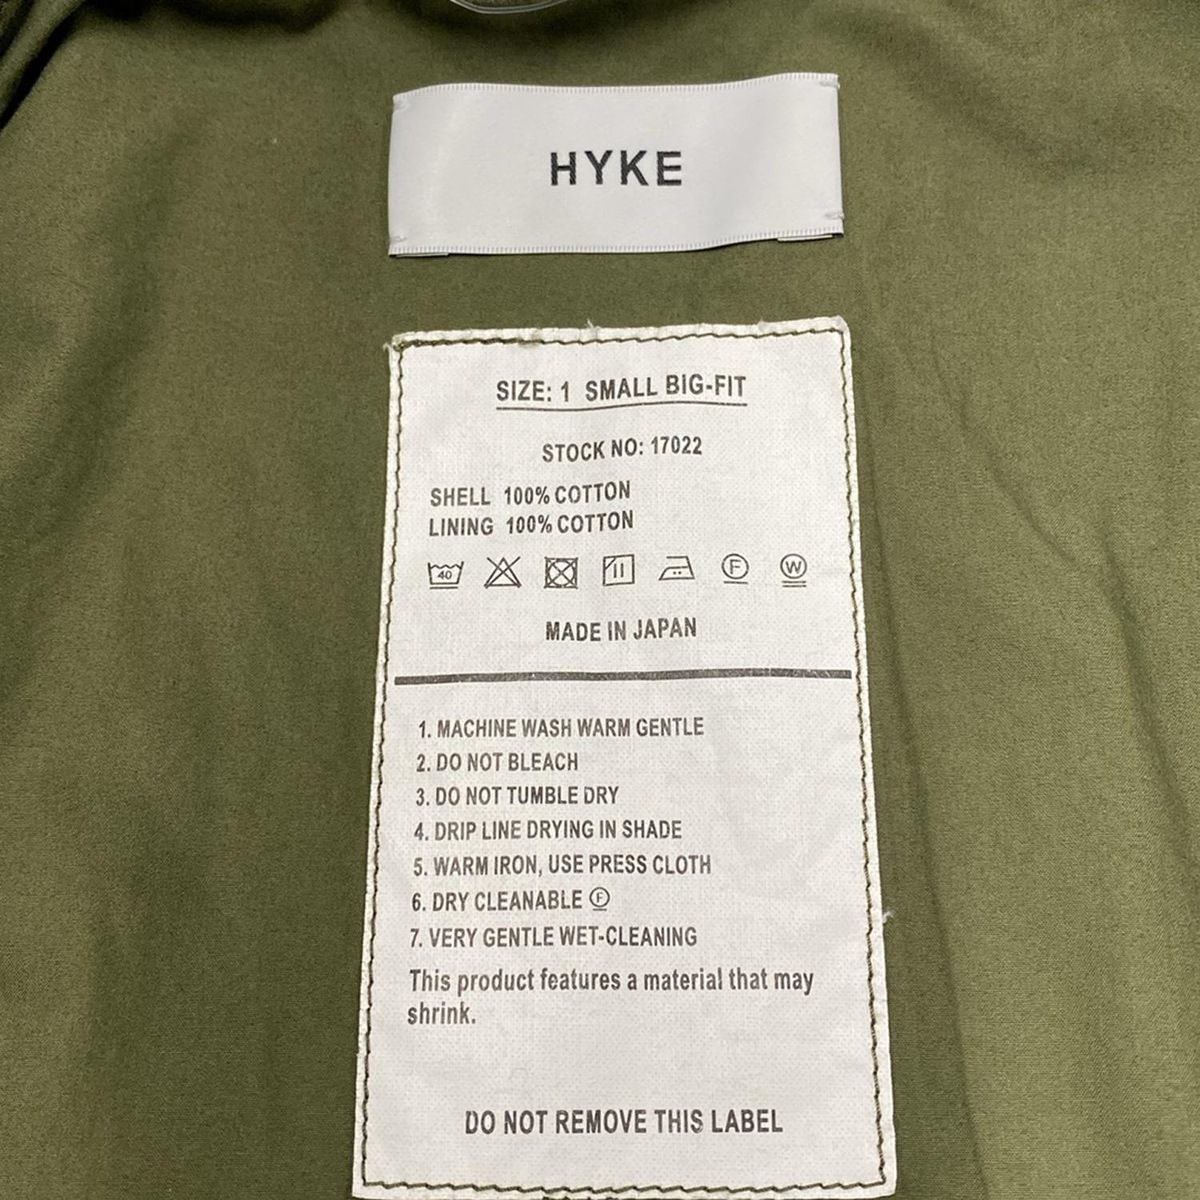 HYKE
SIZE: 1 SMALL BIG-FIT
STOCK NO: 17022
SHELL 100% COTTON
LINING 100% COTTON
40 F W
MADE IN JAPAN
1. MACHINE WASH WARM GENTLE
2. DO NOT BLEACH
3. DO NOT TUMBLE DRY
4. DRIP LINE DRYING IN SHADE
5. WARM IRON, USE PRESS CLOTH
6. DRY CLEANABLE Ⓕ
7. VERY GENTLE WET-CLEANING
This product features a material that may
shrink.
DO NOT REMOVE THIS LABEL